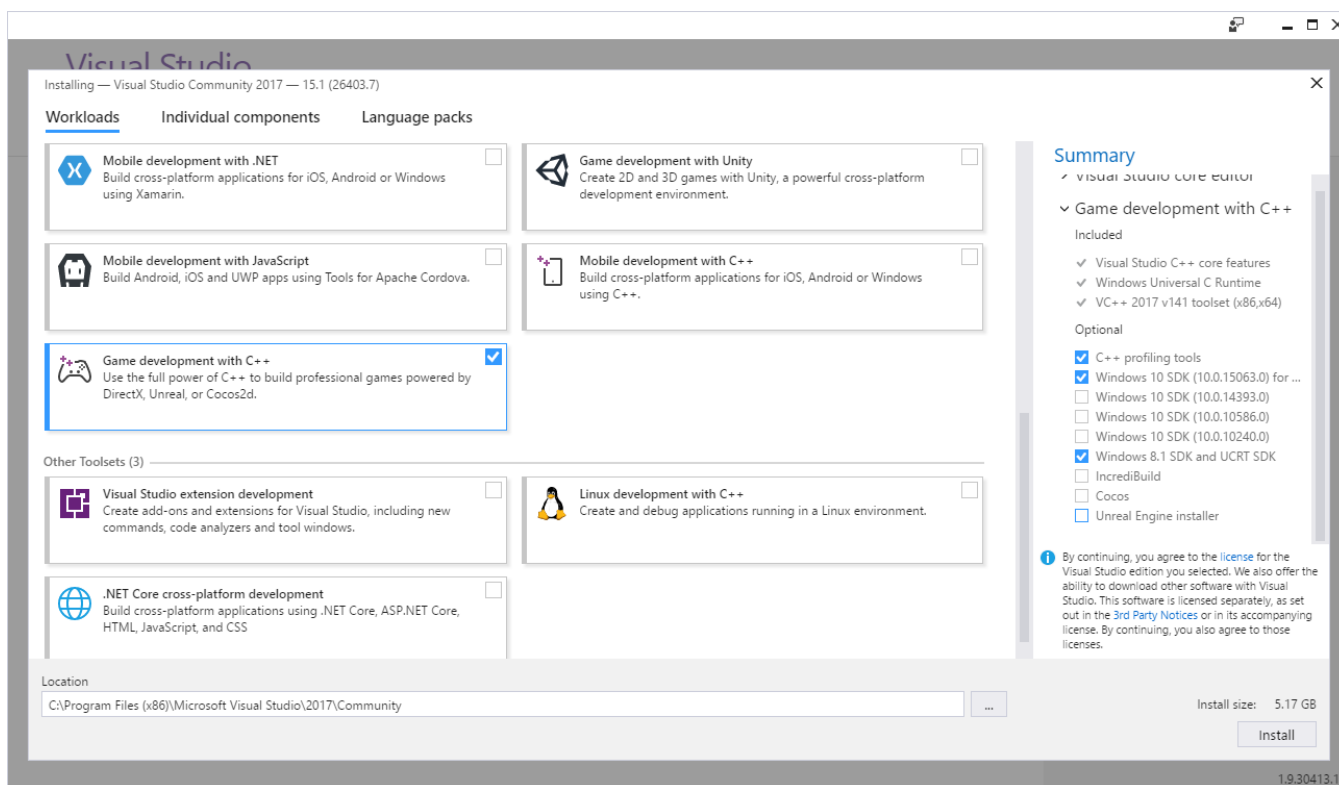 Visual Studio
Installing — Visual Studio Community 2017 — 15.1 (26403.7)
Workloads
Individual components
Language packs
Mobile development with .NET
Build cross-platform applications for iOS, Android or Windows
using Xamarin.
Game development with Unity
Create 2D and 3D games with Unity, a powerful cross-platform
development environment.
Mobile development with JavaScript
Build Android, iOS and UWP apps using Tools for Apache Cordova.
Mobile development with C++
Build cross-platform applications for iOS, Android or Windows
using C++.
Game development with C++
Use the full power of C++ to build professional games powered by
DirectX, Unreal, or Cocos2d.
Other Toolsets (3)
Visual Studio extension development
Create add-ons and extensions for Visual Studio, including new
commands, code analyzers and tool windows.
Linux development with C++
Create and debug applications running in a Linux environment.
.NET Core cross-platform development
Build cross-platform applications using .NET Core, ASP.NET Core,
HTML, JavaScript, and CSS
Summary
Visual Studio core editor
Game development with C++
Included
Visual Studio C++ core features
Windows Universal C Runtime
VC++ 2017 v141 toolset (x86,x64)
Optional
C++ profiling tools
Windows 10 SDK (10.0.15063.0) for ...
Windows 10 SDK (10.0.14393.0)
Windows 10 SDK (10.0.10586.0)
Windows 10 SDK (10.0.10240.0)
Windows 8.1 SDK and UCRT SDK
IncrediBuild
Cocos
Unreal Engine installer
By continuing, you agree to the license for the
Visual Studio edition you selected. We also offer the
ability to download other software with Visual
Studio. This software is licensed separately, as set
out in the 3rd Party Notices or in its accompanying
license. By continuing, you also agree to those
licenses.
Location
C:\Program Files (x86)\Microsoft Visual Studio\2017\Community
...
Install size: 5.17 GB
Install
1.9.30413.1